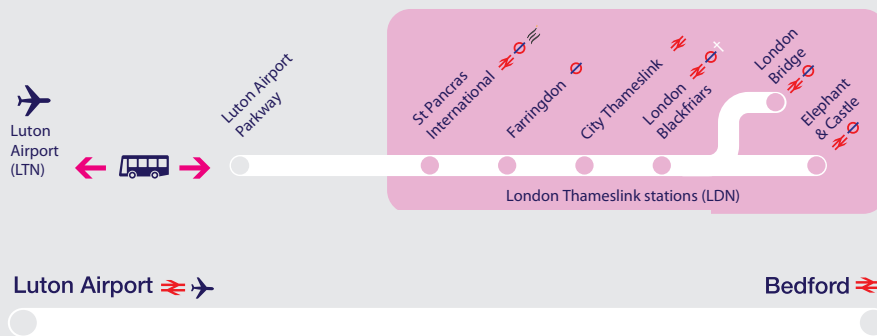 Luton
Airport
(LTN)
Luton Airport
Parkway
St Pancras
International
Farringdon
City Thameslink
London
Blackfriars
London
Bridge
Elephant
& Castle
London Thameslink stations (LDN)
Luton Airport
Bedford